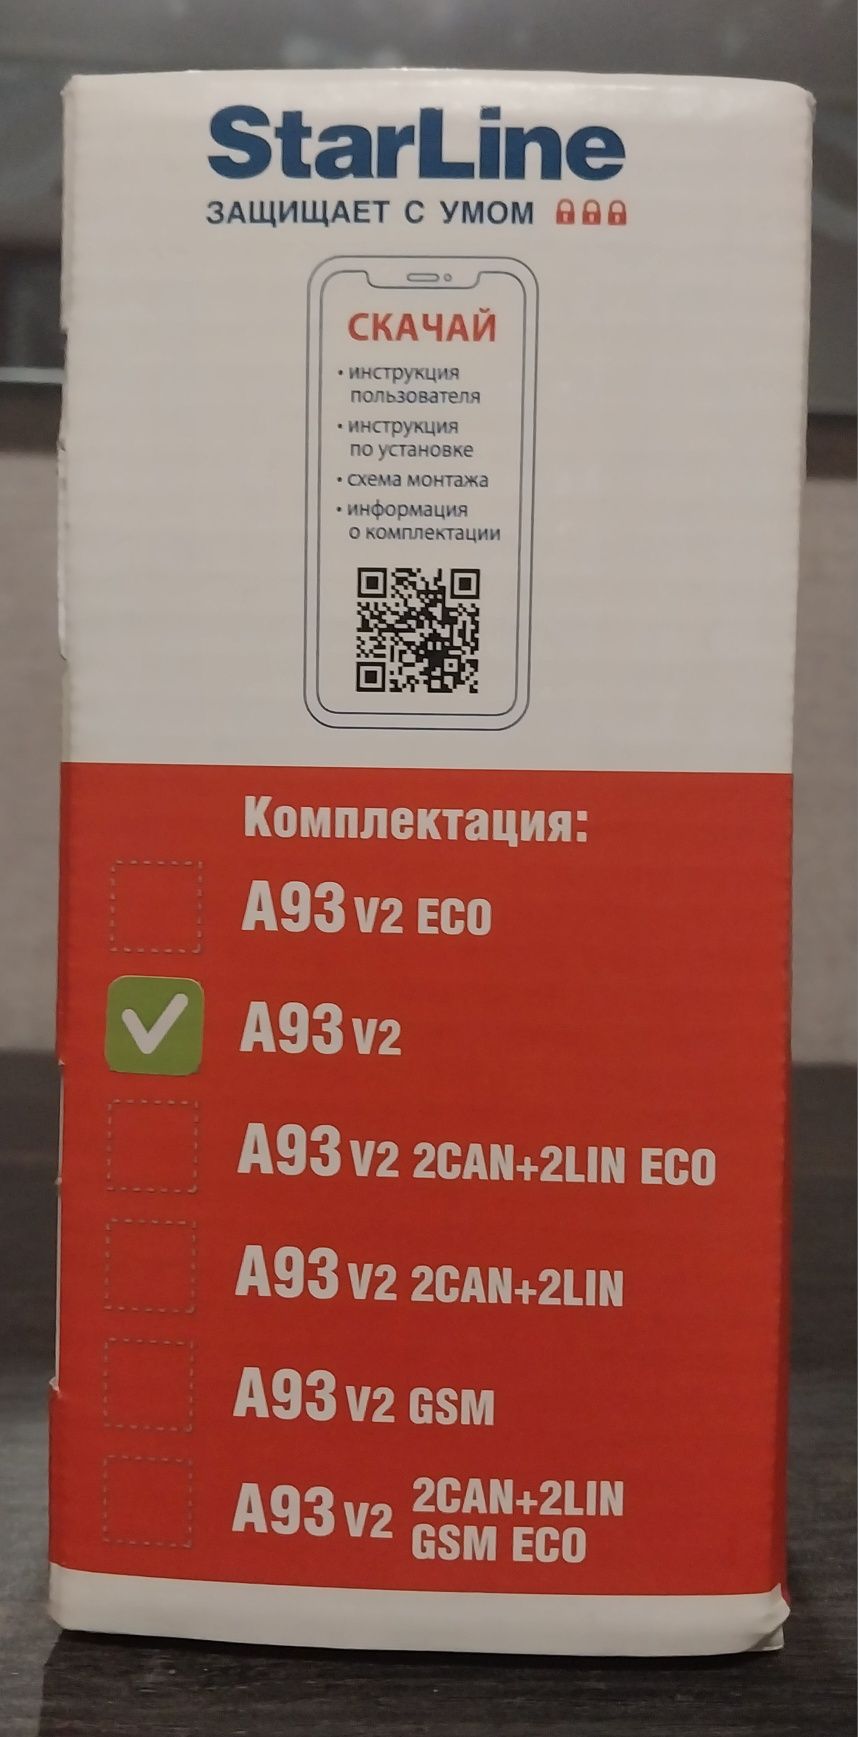 StarLine
ЗАЩИЩАЕТ С УМОМ
СКАЧАЙ
• инструкция
пользователя
• инструкция
по установке
• схема монтажа
• информация
о комплектации
Комплектация:
A93 V2 ECO
A93 V2
A93 V2 2CAN+2LIN ECO
A93 V2 2CAN+2LIN
A93 V2 GSM
A93 V2 2CAN+2LIN
GSM ECO